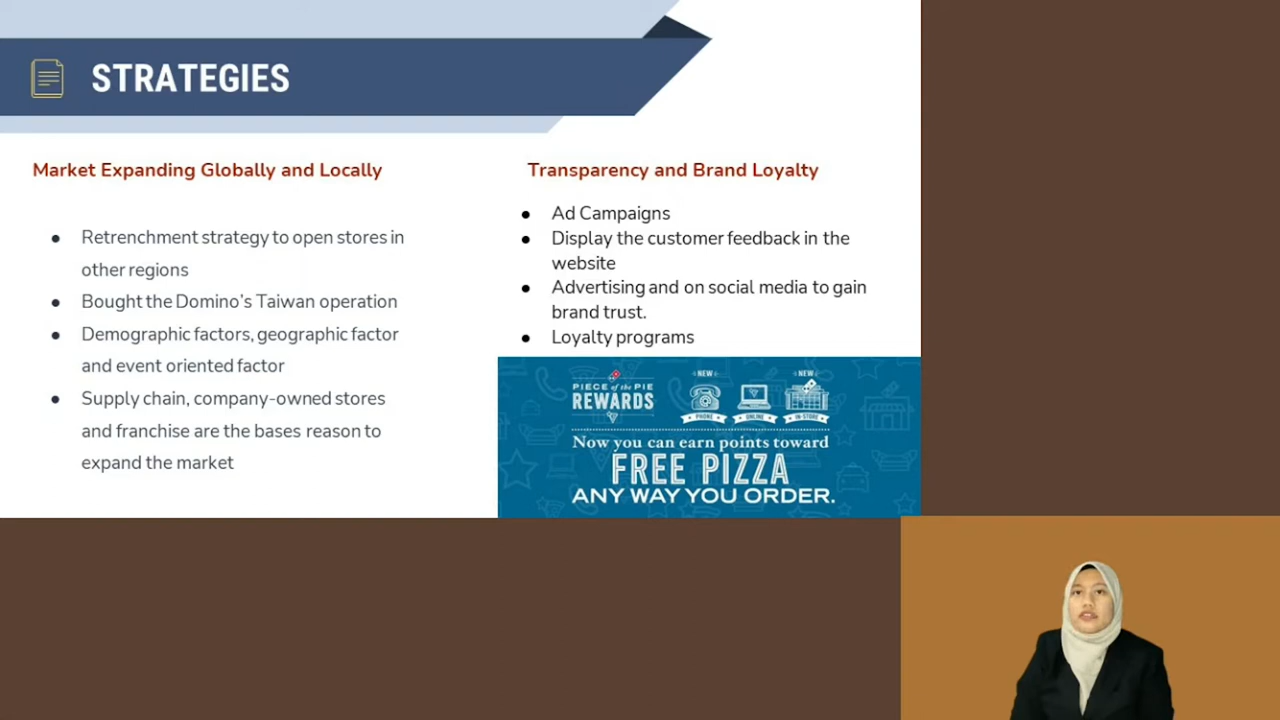 STRATEGIES
Market Expanding Globally and Locally
● Retrenchment strategy to open stores in
other regions
● Bought the Domino's Taiwan operation
● Demographic factors, geographic factor
and event oriented factor
● Supply chain, company-owned stores
and franchise are the bases reason to
expand the market
Transparency and Brand Loyalty
● Ad Campaigns
● Display the customer feedback in the
website
● Advertising and on social media to gain
brand trust.
● Loyalty programs
PIECE of the PIE
REWARDS
NEW
PHONE
ONLINE
NEW
IN-STORE
Now you can earn points toward
FREE PIZZA
ANY WAY YOU ORDER.